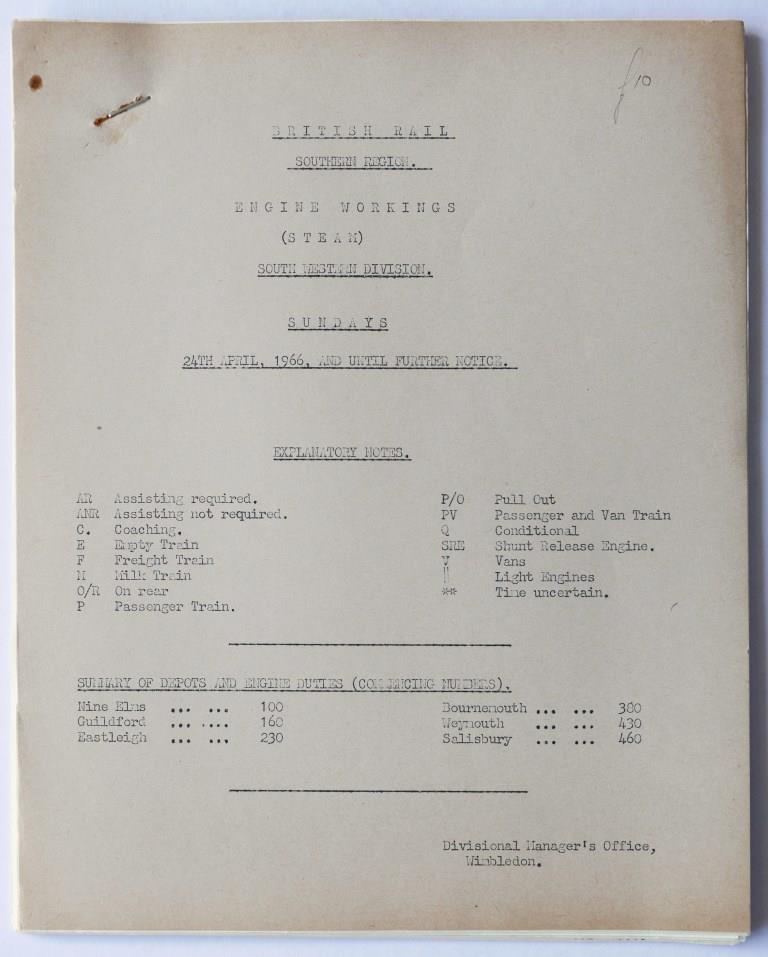 £10
BRITISH RAIL
SOUTHERN REGION.
ENGINE WORKINGS
(STEAM)
SOUTH WESTERN DIVISION.
SUNDAYS
24TH APRIL, 1966, AND UNTIL FURTHER NOTICE.
EXPLANATORY NOTES.
AR Assisting required.
ANR Assisting not required.
C. Coaching.
E Empty Train
F Freight Train
M Milk Train
O/R On rear
P Passenger Train.
P/O Pull Out
PV Passenger and Van Train
Q Conditional
SRE Shunt Release Engine.
V Vans
|| Light Engines
** Time uncertain.
SUMMARY OF DEPOTS AND ENGINE DUTIES (COMMENCING NUMBERS).
Nine Elms ... ... 100
Guildford ... .... 160
Eastleigh ... ... 230
Bournemouth ... ... 380
Weymouth ... ... 430
Salisbury ... ... 460
Divisional Manager's Office,
Wimbledon.